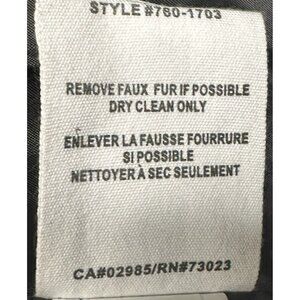 STYLE #760-1703
REMOVE FAUX FUR IF POSSIBLE
DRY CLEAN ONLY
ENLEVER LA FAUSSE FOURRURE
SI POSSIBLE
NETTOYER À SEC SEULEMENT
CA#02985/RN#73023